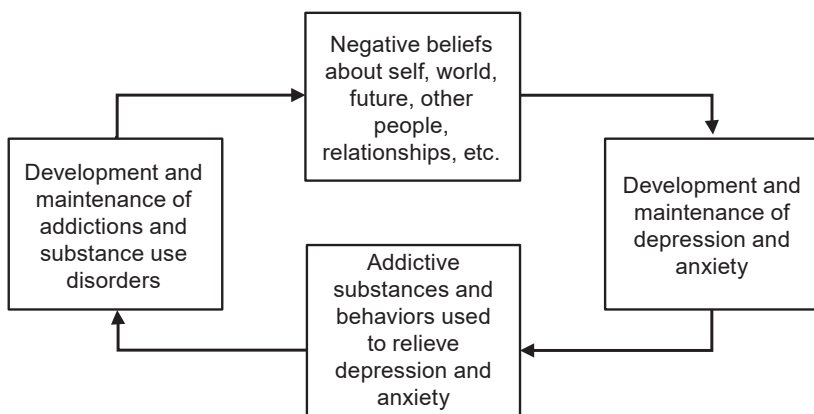 Negative beliefs
about self, world,
future, other
people,
relationships, etc.
Development and
maintenance of
depression and
anxiety
Addictive
substances and
behaviors used
to relieve
depression and
anxiety
Development and
maintenance of
addictions and
substance use
disorders